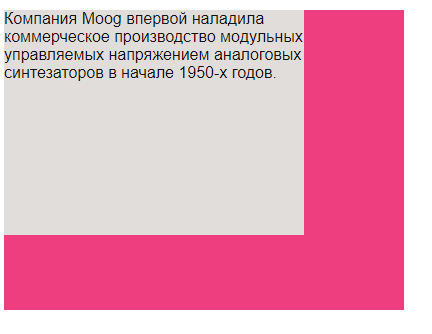 Компания Moog впервой наладила
коммерческое производство модульных
управляемых напряжением аналоговых
синтезаторов в начале 1950-х годов.